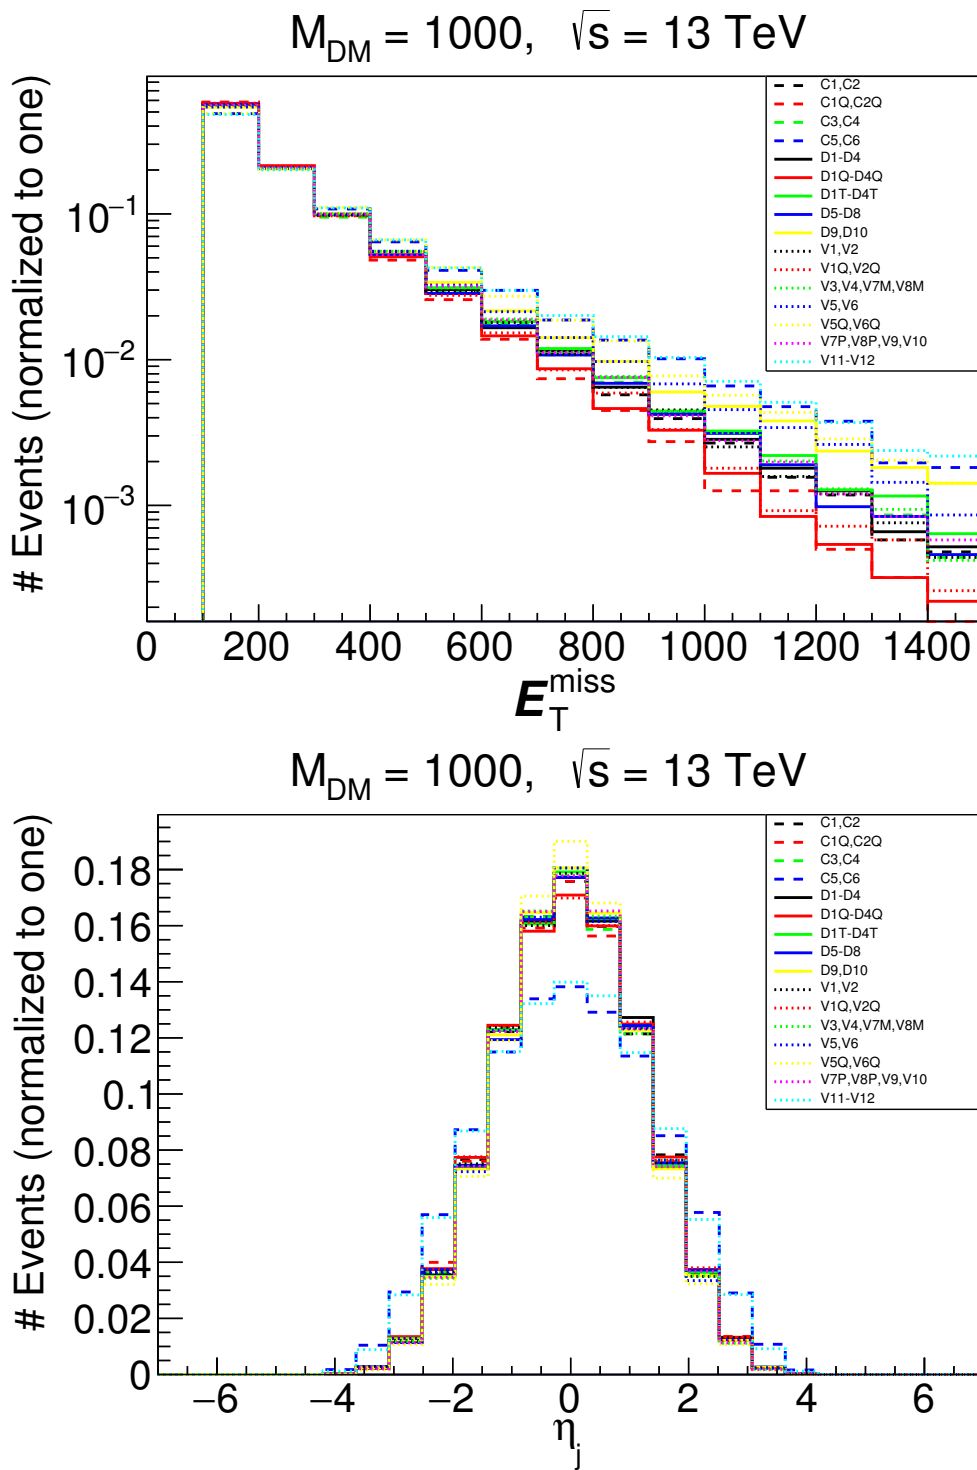 M_DM = 1000, √s = 13 TeV
# Events (normalized to one)
10⁻¹
10⁻²
10⁻³
0 200 400 600 800 1000 1200 1400
E_T^miss
C1,C2
C1Q,C2Q
C3,C4
C5,C6
D1-D4
D1Q-D4Q
D1T-D4T
D5-D8
D9,D10
V1,V2
V1Q,V2Q
V3,V4,V7M,V8M
V5,V6
V5Q,V6Q
V7P,V8P,V9,V10
V11-V12
M_DM = 1000, √s = 13 TeV
# Events (normalized to one)
0.18
0.16
0.14
0.12
0.1
0.08
0.06
0.04
0.02
0
−6 −4 −2 0 2 4 6
η_j
C1,C2
C1Q,C2Q
C3,C4
C5,C6
D1-D4
D1Q-D4Q
D1T-D4T
D5-D8
D9,D10
V1,V2
V1Q,V2Q
V3,V4,V7M,V8M
V5,V6
V5Q,V6Q
V7P,V8P,V9,V10
V11-V12